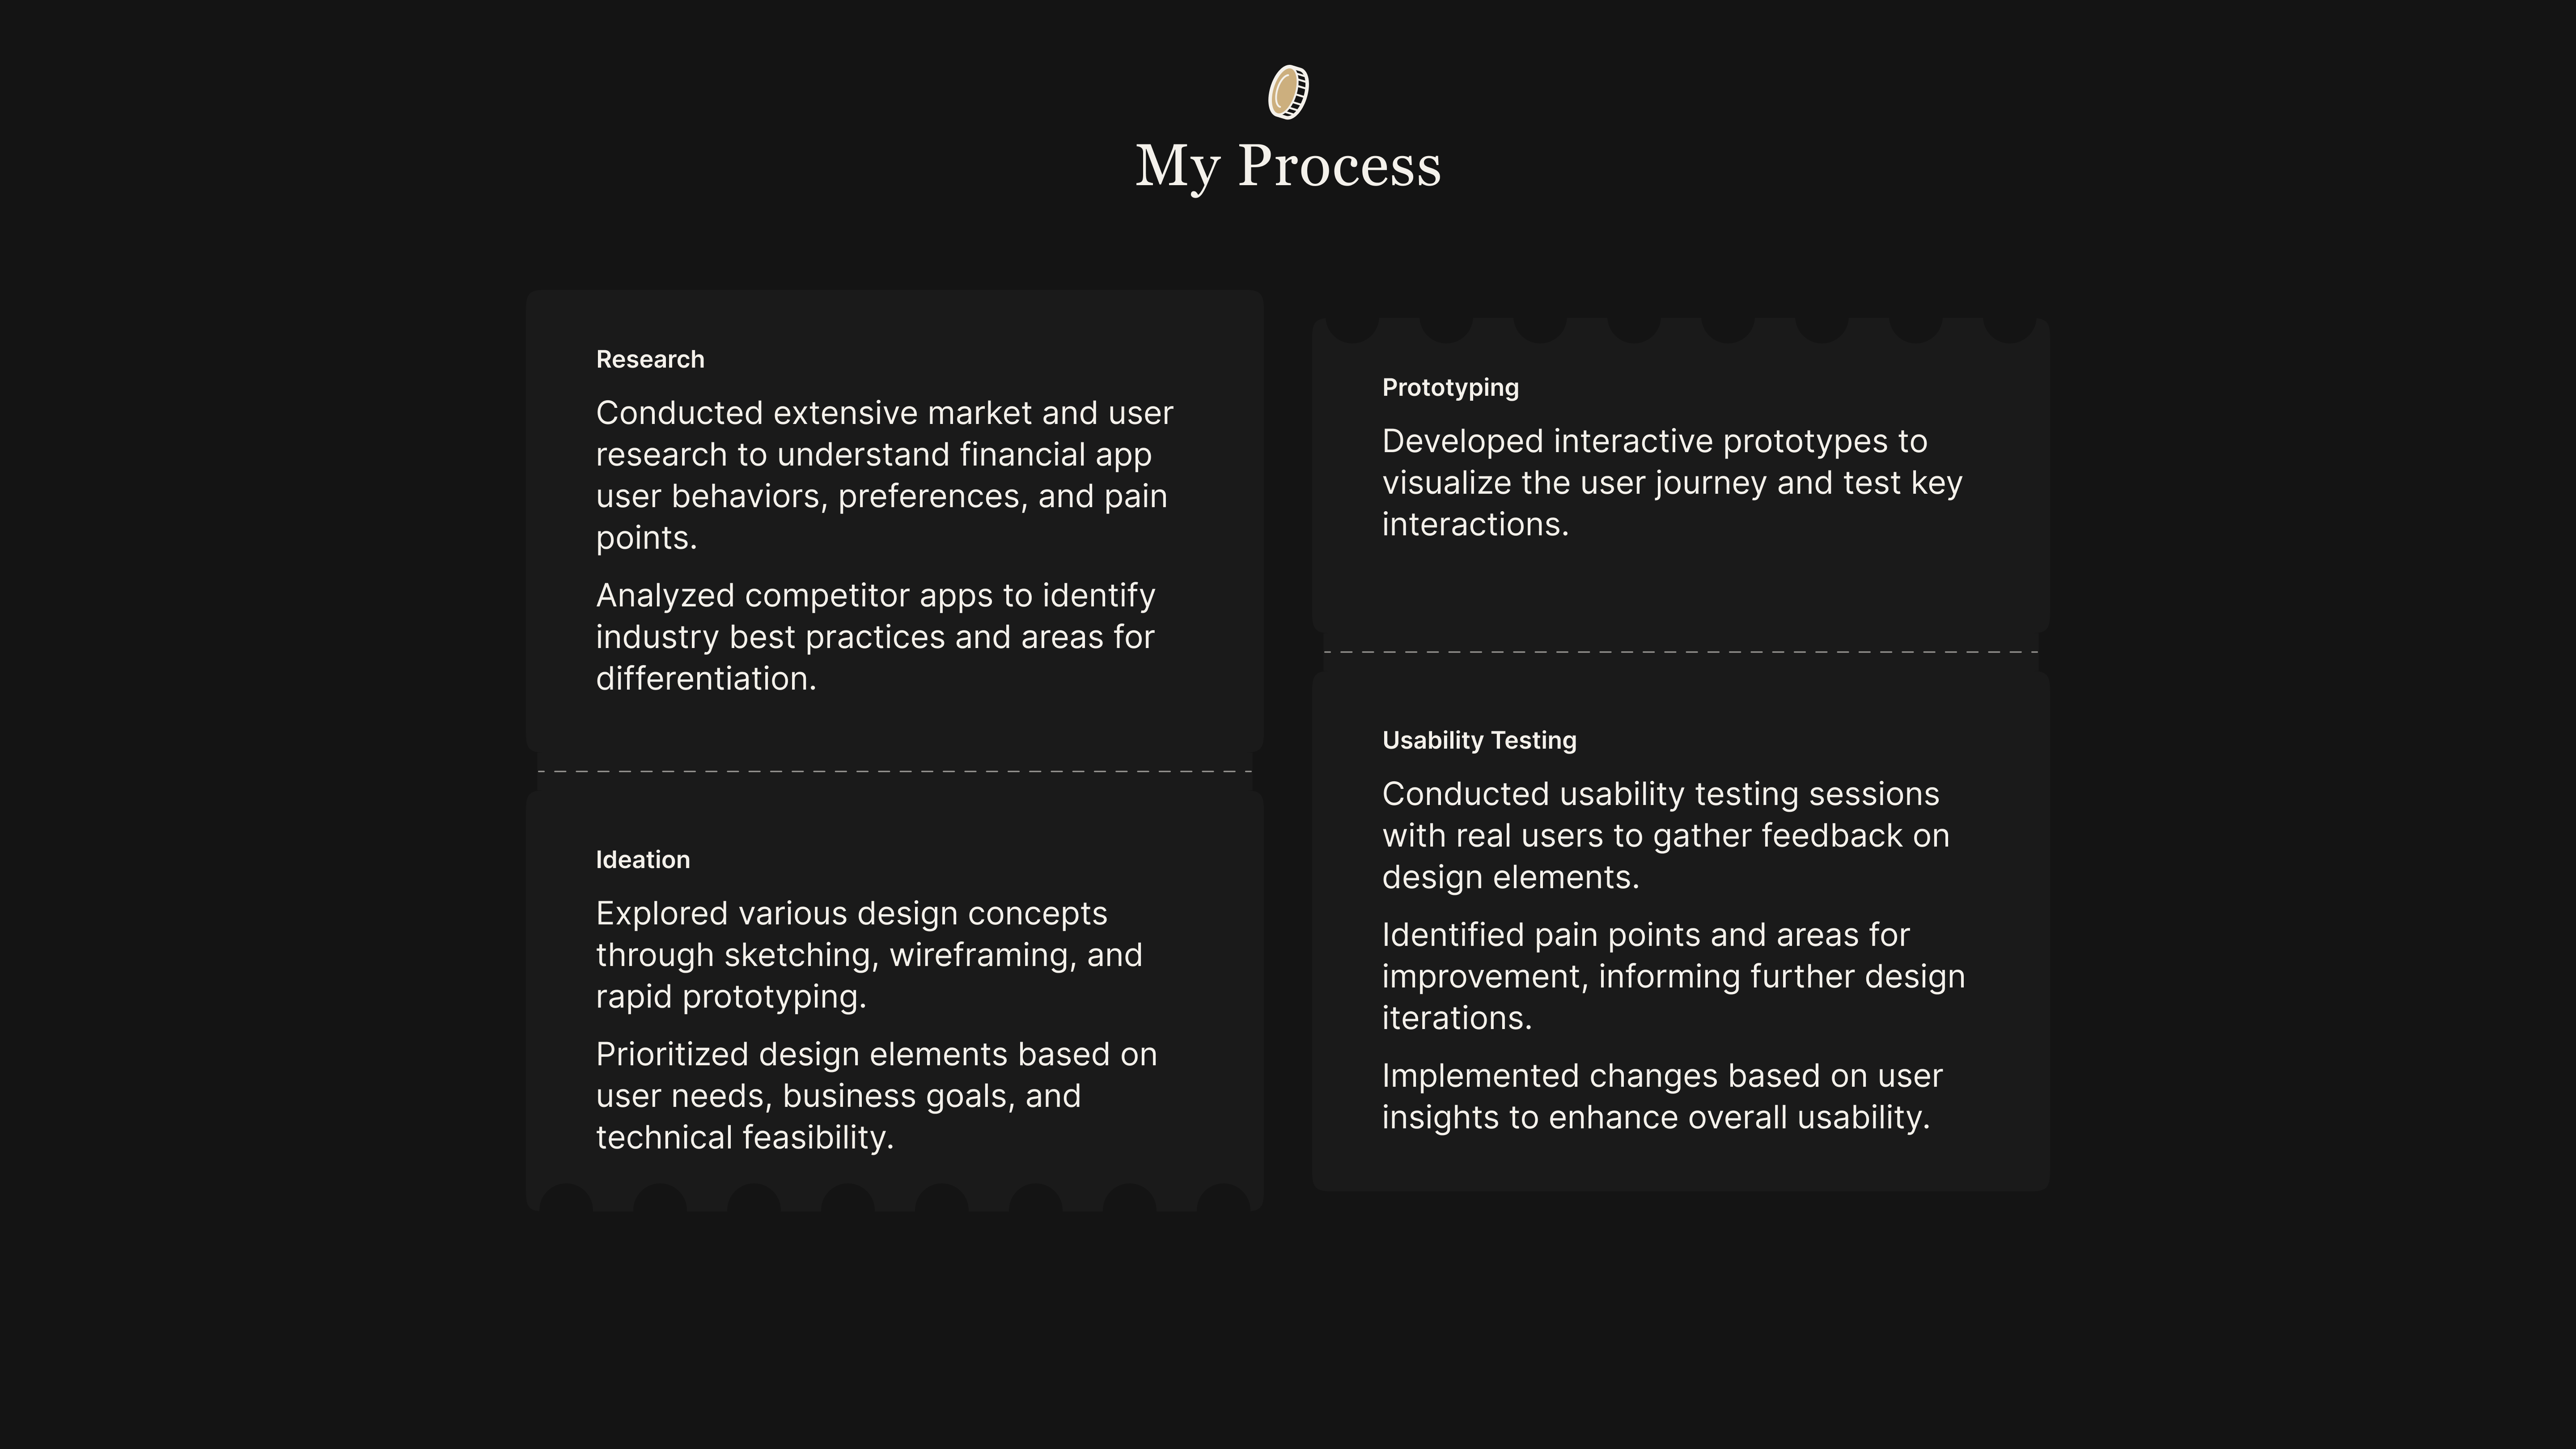 My Process
Research
Conducted extensive market and user
research to understand financial app
user behaviors, preferences, and pain
points.
Analyzed competitor apps to identify
industry best practices and areas for
differentiation.
Ideation
Explored various design concepts
through sketching, wireframing, and
rapid prototyping.
Prioritized design elements based on
user needs, business goals, and
technical feasibility.
Prototyping
Developed interactive prototypes to
visualize the user journey and test key
interactions.
Usability Testing
Conducted usability testing sessions
with real users to gather feedback on
design elements.
Identified pain points and areas for
improvement, informing further design
iterations.
Implemented changes based on user
insights to enhance overall usability.